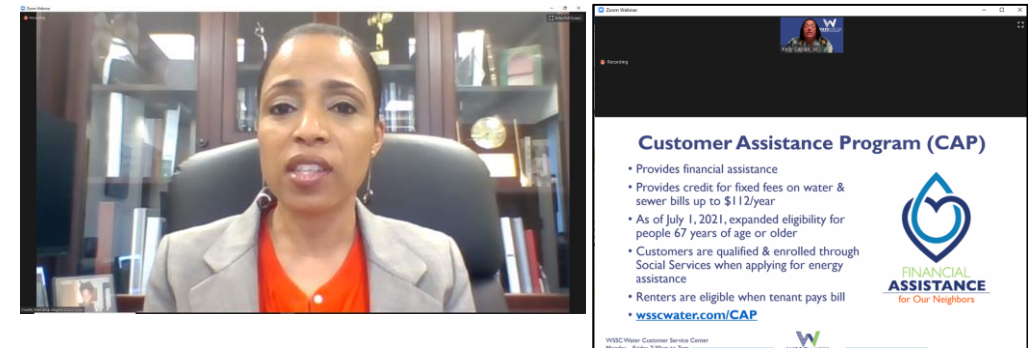 Zoom Webinar
Recording
Zoom Webinar
Recording
Customer Assistance Program (CAP)
• Provides financial assistance
• Provides credit for fixed fees on water &
sewer bills up to $112/year
• As of July 1, 2021, expanded eligibility for
people 67 years of age or older
• Customers are qualified & enrolled through
Social Services when applying for energy
assistance
• Renters are eligible when tenant pays bill
• wsscwater.com/CAP
FINANCIAL
ASSISTANCE
for Our Neighbors
WSSC Water Customer Service Center